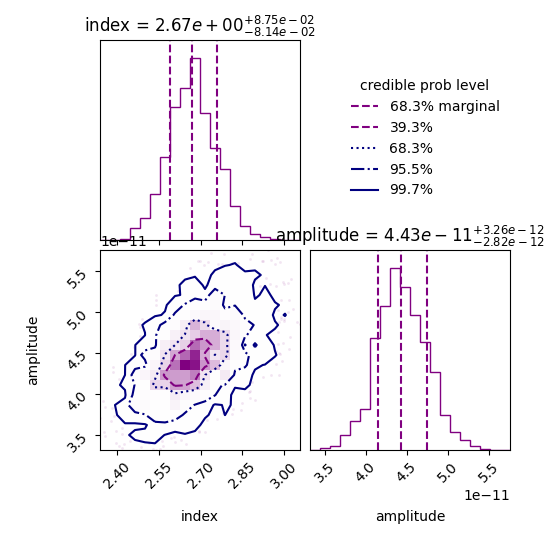 index = 2.67e+00+8.75e−02−8.14e−02
credible prob level
68.3% marginal
39.3%
68.3%
95.5%
99.7%
1e−11
amplitude = 4.43e−11+3.26e−12−2.82e−12
amplitude
5.5
5.0
4.5
4.0
3.5
2.40 2.55 2.70 2.85 3.00
3.5 4.0 4.5 5.0 5.5
1e−11
index amplitude